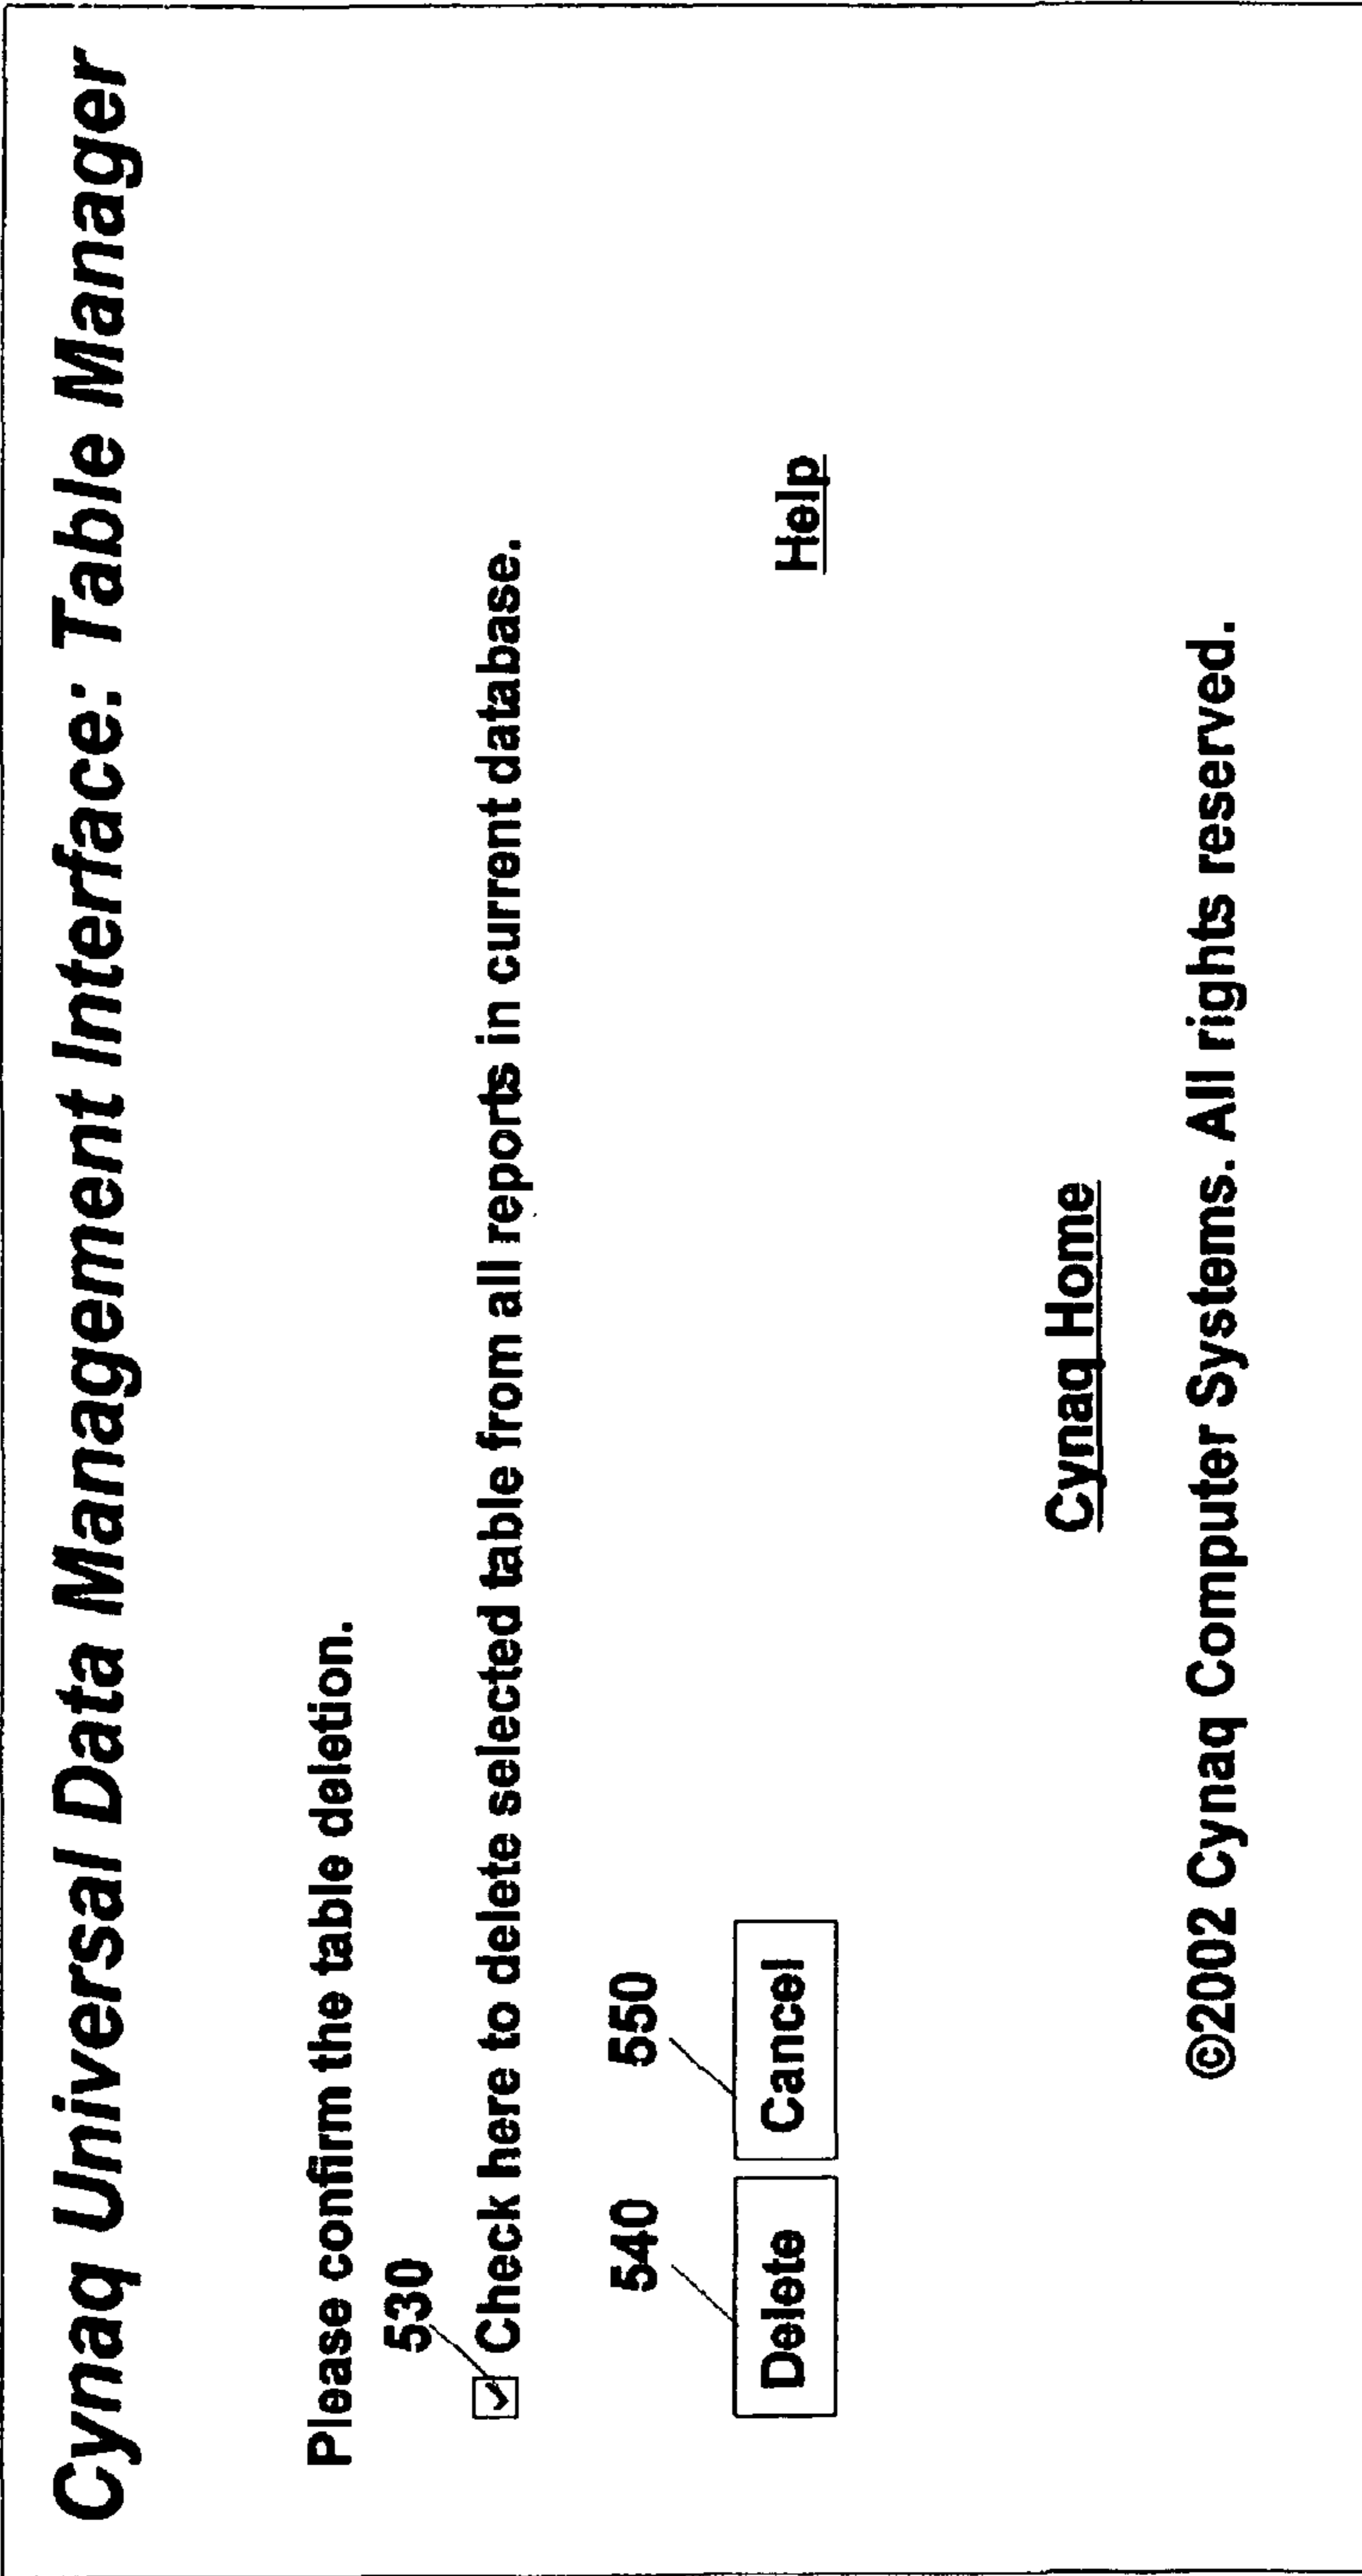 Cynaq Universal Data Management Interface: Table Manager
Please confirm the table deletion.
530
Check here to delete selected table from all reports in current database.
540 550
Delete Cancel Help
Cynaq Home
©2002 Cynaq Computer Systems. All rights reserved.